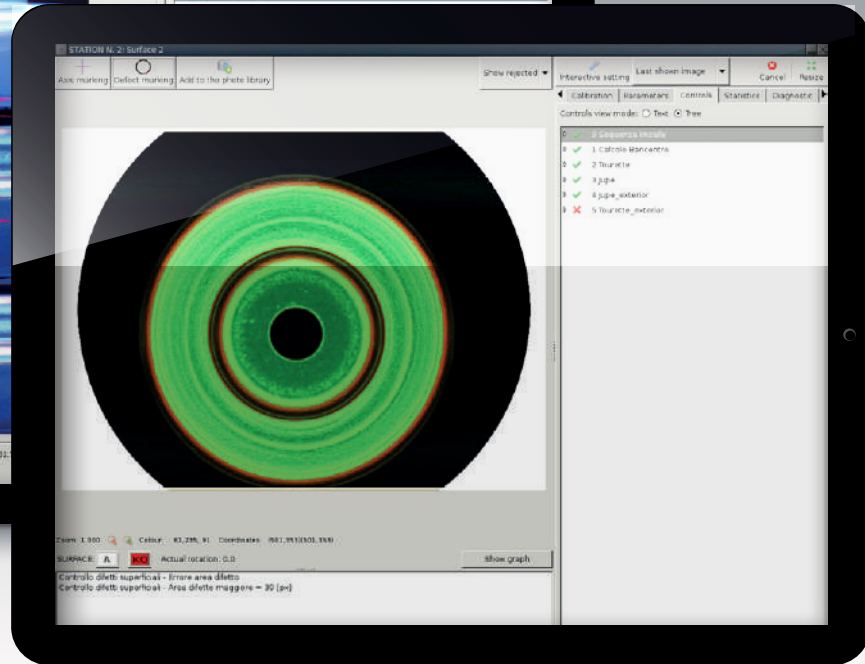 STATION N. 2: Surface 2
Axis marking
Defect marking
Add to the photo library
Show rejected
Interactive setting
Last shown image
Cancel
Resize
Calibration
Parameters
Controls
Statistics
Diagnostic
Controls view mode:
Text
Tree
0 Sequenza iniziale
1 Calcolo Baricentro
2 Tourette
3 Jupe
4 jupe_exterior
5 Tourette_exterior
Zoom: 1.000
Colour:
Coordinates:
SURFACE:
A
KO
Actual rotation: 0.0
Show graph
Controllo difetti superficiali - Errore area difetto
Controllo difetti superficiali - Area difetto maggiore = 30 [px]